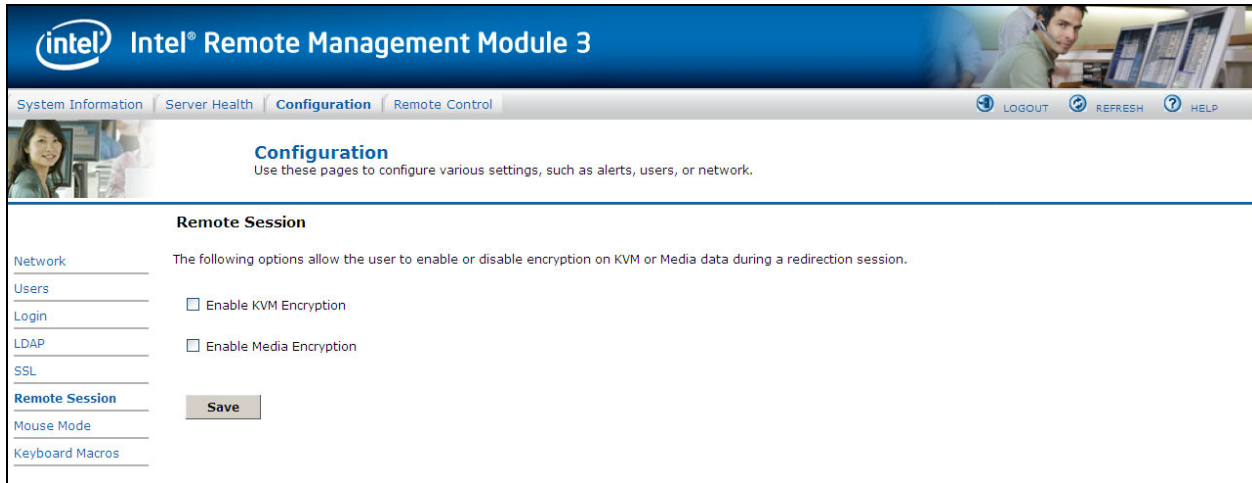 intel® Intel® Remote Management Module 3
System Information Server Health Configuration Remote Control LOGOUT REFRESH HELP
Configuration
Use these pages to configure various settings, such as alerts, users, or network.
Remote Session
The following options allow the user to enable or disable encryption on KVM or Media data during a redirection session.
Network
Users
Login
LDAP
SSL
Remote Session
Mouse Mode
Keyboard Macros
Enable KVM Encryption
Enable Media Encryption
Save